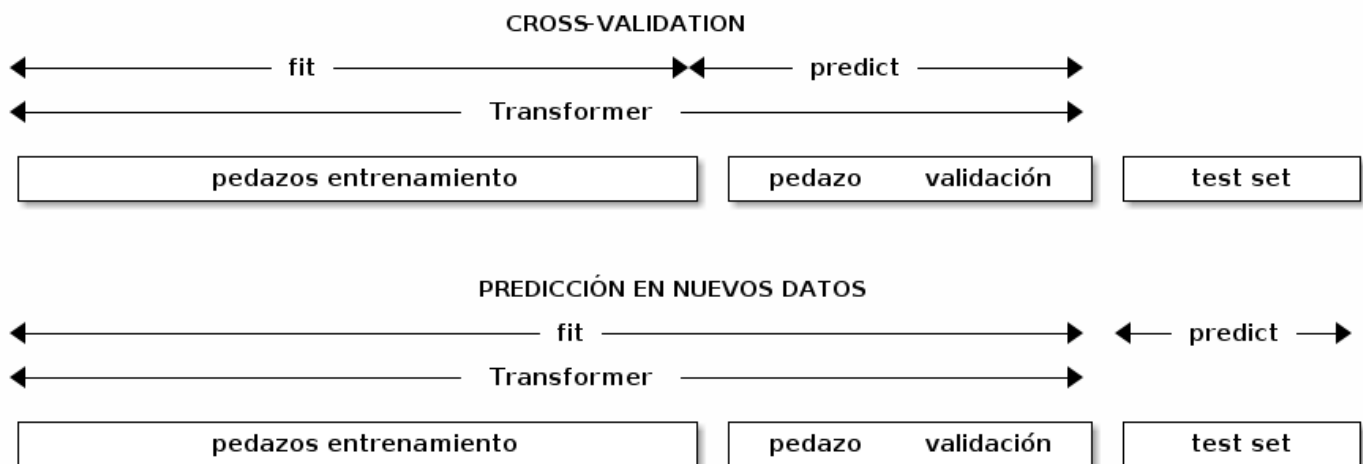 CROSS-VALIDATION
fit predict
Transformer
pedazos entrenamiento pedazo validación test set
PREDICCIÓN EN NUEVOS DATOS
fit predict
Transformer
pedazos entrenamiento pedazo validación test set